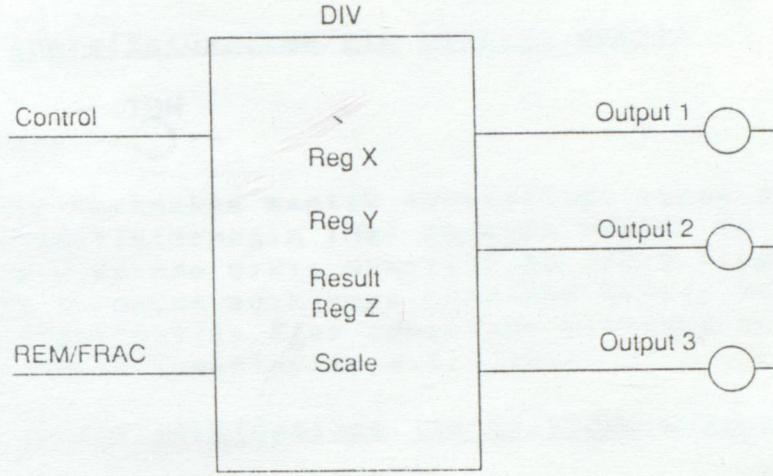 DIV
Control
Output 1
Reg X
Reg Y
Output 2
Result
Reg Z
REM/FRAC
Scale
Output 3